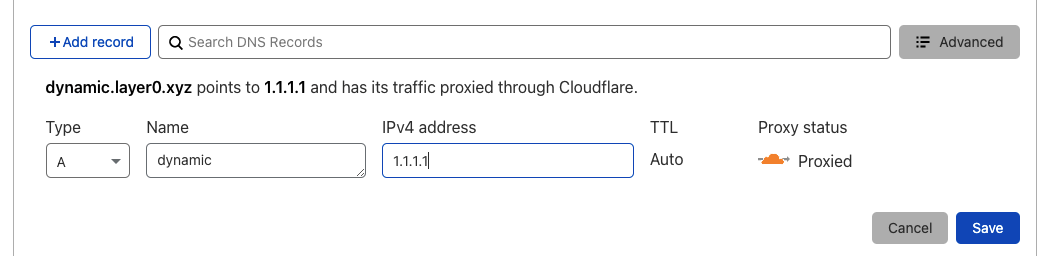 +Add record
Search DNS Records
Advanced
dynamic.layer0.xyz points to 1.1.1.1 and has its traffic proxied through Cloudflare.
Type Name IPv4 address TTL Proxy status
A dynamic 1.1.1.1 Auto Proxied
Cancel Save